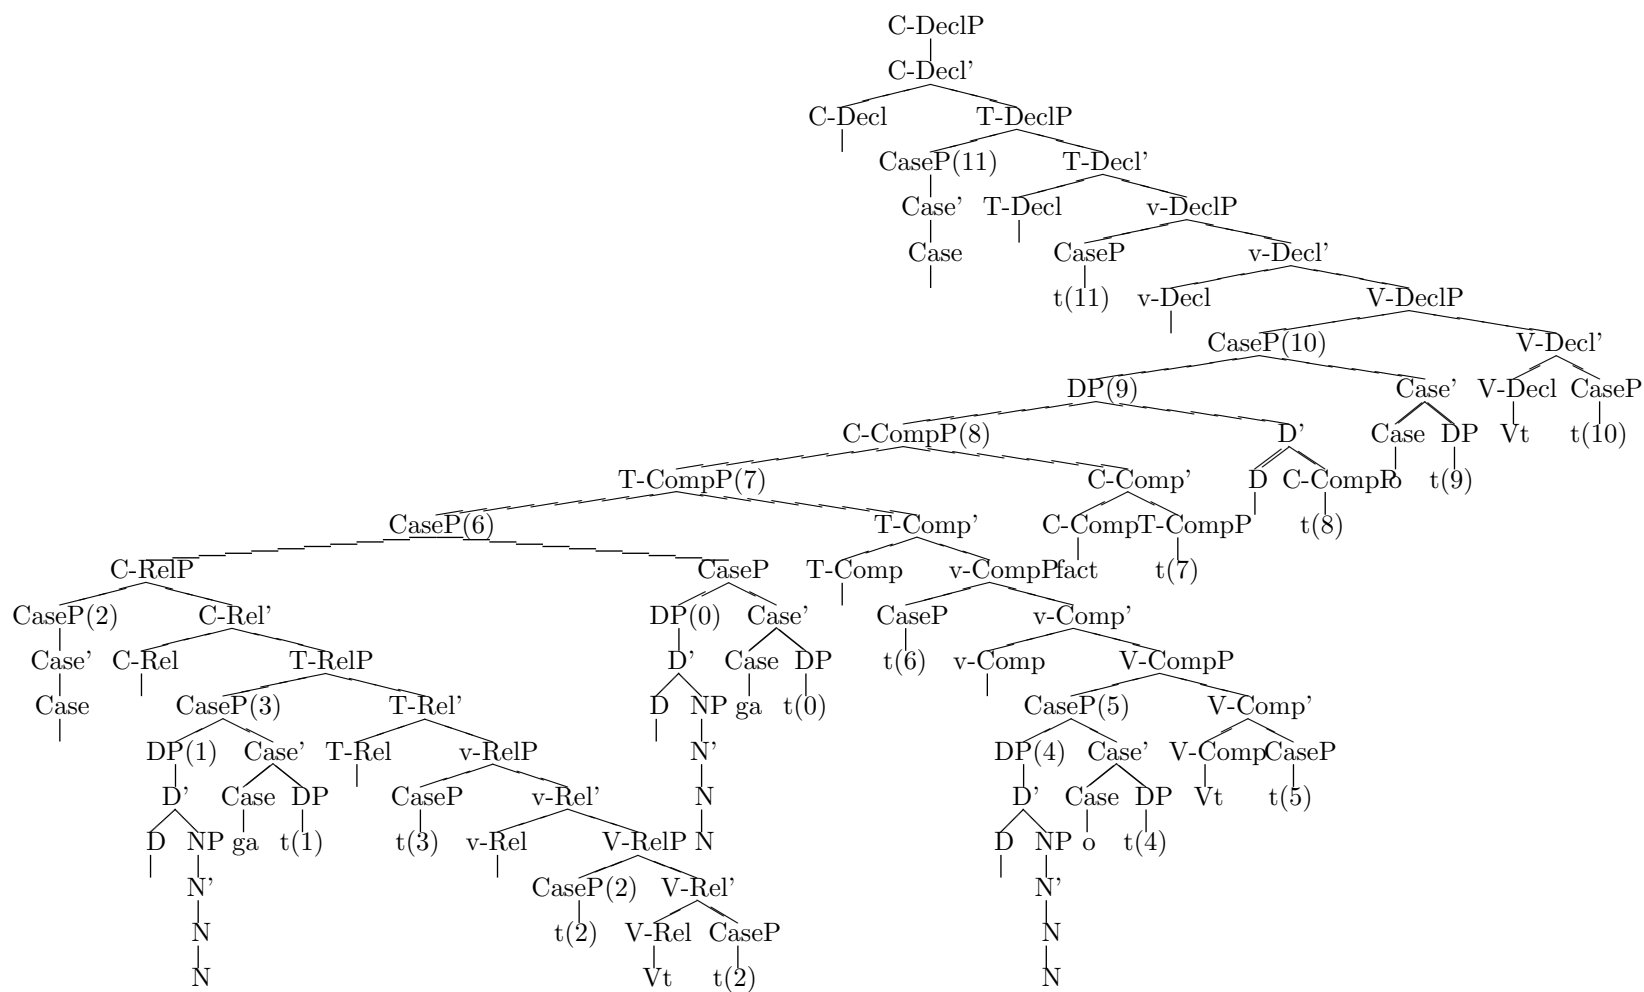 C-DeclP
C-Decl'
C-Decl T-DeclP
CaseP(11) T-Decl'
Case' T-Decl v-DeclP
Case CaseP v-Decl'
t(11) v-Decl V-DeclP
CaseP(10) V-Decl'
DP(9) Case' V-Decl CaseP
C-CompP(8) D' Case DP Vt t(10)
T-CompP(7) C-Comp' D C-CompP o t(9)
CaseP(6) T-Comp' C-Comp T-CompP t(8)
C-RelP CaseP T-Comp v-CompP fact t(7)
CaseP(2) C-Rel' DP(0) Case' CaseP v-Comp'
Case' C-Rel T-RelP D' Case DP t(6) v-Comp V-CompP
Case CaseP(3) T-Rel' D NP ga t(0) CaseP(5) V-Comp'
DP(1) Case' T-Rel v-RelP N' DP(4) Case' V-Comp CaseP
D' Case DP CaseP v-Rel' N D' Case DP Vt t(5)
D NP ga t(1) t(3) v-Rel V-RelP N D NP o t(4)
N' CaseP(2) V-Rel' N'
N t(2) V-Rel CaseP N
N Vt t(2) N